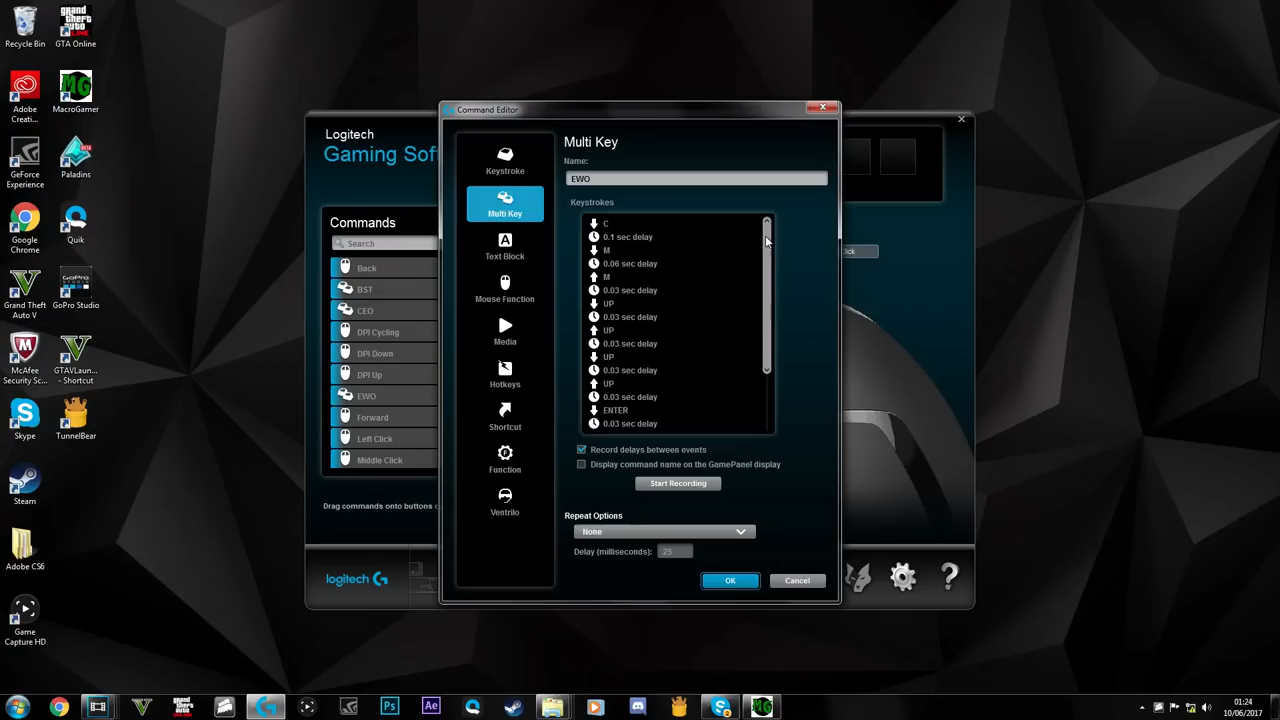 Recycle Bin
GTA Online
Adobe
Creati...
MacroGamer
GeForce
Experience
Paladins
Google
Chrome
Quik
Grand Theft
Auto V
GoPro Studio
McAfee
Security Sc...
GTAVLaun...
- Shortcut
Skype
TunnelBear
Steam
Adobe CS6
Game
Capture HD
Logitech
Gaming Soft
Commands
Search
Back
BST
CEO
DPI Cycling
DPI Down
DPI Up
EWO
Forward
Left Click
Middle Click
Drag commands onto buttons o
logitech G
Command Editor
Keystroke
Multi Key
Text Block
Mouse Function
Media
Hotkeys
Shortcut
Function
Ventrilo
Multi Key
Name:
EWO
Keystrokes
C
0.1 sec delay
M
0.06 sec delay
M
0.03 sec delay
UP
0.03 sec delay
UP
0.03 sec delay
UP
0.03 sec delay
UP
0.03 sec delay
ENTER
0.03 sec delay
Record delays between events
Display command name on the GamePanel display
Start Recording
Repeat Options
None
Delay (milliseconds):
25
OK
Cancel
Click
01:24
10/06/2017